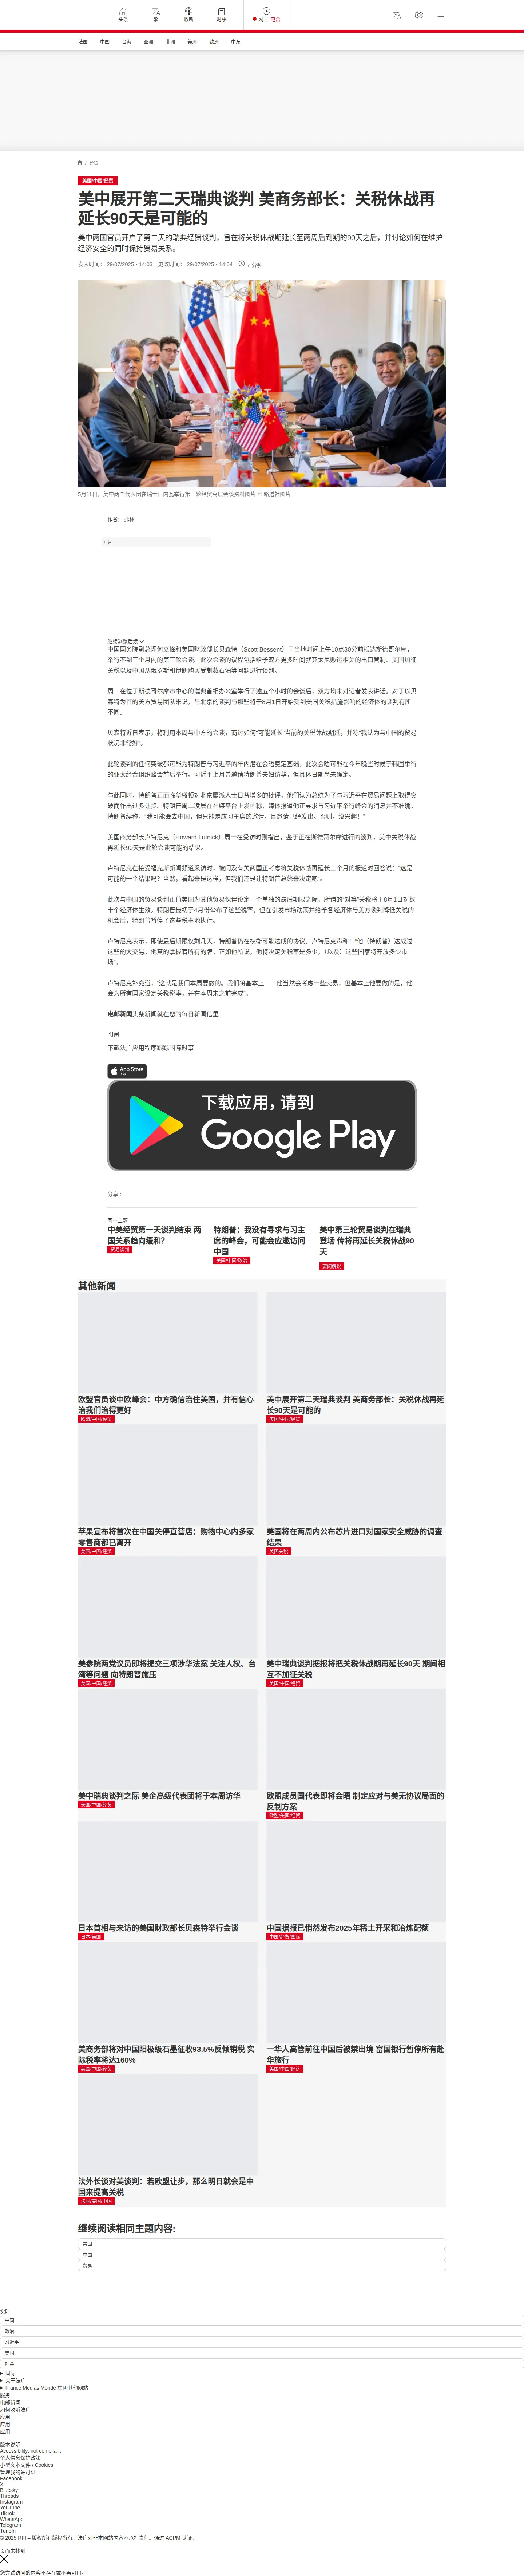 头条
繁
收听
时事
网上 电台
法国
中国
台海
亚洲
非洲
美洲
欧洲
中东
/ 经贸
美国/中国/经贸
美中展开第二天瑞典谈判 美商务部长：关税休战再延长90天是可能的
美中两国官员开启了第二天的瑞典经贸谈判，旨在将关税休战期延长至两周后到期的90天之后，并讨论如何在维护经济安全的同时保持贸易关系。
发表时间： 29/07/2025 - 14:03 更改时间： 29/07/2025 - 14:04 7 分钟
5月11日，美中两国代表团在瑞士日内瓦举行第一轮经贸高层会谈资料图片 © 路透社图片
作者： 弗林
广告
继续浏览后续
中国国务院副总理何立峰和美国财政部长贝森特（Scott Bessent）于当地时间上午10点30分前抵达斯德哥尔摩，举行不到三个月内的第三轮会谈。此次会谈的议程包括给予双方更多时间就芬太尼贩运相关的出口管制、美国加征关税以及中国从俄罗斯和伊朗购买受制裁石油等问题进行谈判。
周一在位于斯德哥尔摩市中心的瑞典首相办公室举行了逾五个小时的会谈后，双方均未对记者发表讲话。对于以贝森特为首的美方贸易团队来说，与北京的谈判与那些将于8月1日开始受到美国关税措施影响的经济体的谈判有所不同。
贝森特近日表示，将利用本周与中方的会谈，商讨如何“可能延长”当前的关税休战期延，并称“我认为与中国的贸易状况非常好”。
此轮谈判的任何突破都可能为特朗普与习近平的年内潜在会晤奠定基础，此次会晤可能在今年晚些时候于韩国举行的亚太经合组织峰会前后举行。习近平上月曾邀请特朗普夫妇访华，但具体日期尚未确定。
与此同时，特朗普正面临华盛顿对北京鹰派人士日益增多的批评，他们认为总统为了与习近平在贸易问题上取得突破而作出过多让步。特朗普周二凌晨在社媒平台上发帖称，媒体报道他正寻求与习近平举行峰会的消息并不准确。特朗普续称，“我可能会去中国，但只能是应习主席的邀请，且邀请已经发出。否则，没兴趣！”
美国商务部长卢特尼克（Howard Lutnick）周一在受访时则指出，鉴于正在斯德哥尔摩进行的谈判，美中关税休战再延长90天是此轮会谈可能的结果。
卢特尼克在接受福克斯新闻频道采访时，被问及有关两国正考虑将关税休战再延长三个月的报道时回答说：“这是可能的一个结果吗？当然，看起来是这样，但我们还是让特朗普总统来决定吧”。
此次与中国的贸易谈判正值美国为其他贸易伙伴设定一个单独的最后期限之际，所谓的“对等”关税将于8月1日对数十个经济体生效。特朗普最初于4月份公布了这些税率，但在引发市场动荡并给予各经济体与美方谈判降低关税的机会后，特朗普暂停了这些税率地执行。
卢特尼克表示，即便最后期限仅剩几天，特朗普仍在权衡可能达成的协议。卢特尼克声称：“他（特朗普）达成过这些的大交易。他真的掌握着所有的牌。正如他所说，他将决定关税率是多少，（以及）这些国家将开放多少市场”。
卢特尼克补充道，“这就是我们本周要做的。我们将基本上——他当然会考虑一些交易，但基本上他要做的是，他会为所有国家设定关税税率，并在本周末之前完成”。
电邮新闻头条新闻就在您的每日新闻信里
订阅
下载法广应用程序跟踪国际时事
App Store
下载
下载应用，请到
Google Play
分享 :
同一主题
中美经贸第一天谈判结束 两国关系趋向缓和？
贸易谈判
特朗普：我没有寻求与习主席的峰会，可能会应邀访问中国
美国/中国/政治
美中第三轮贸易谈判在瑞典登场 传将再延长关税休战90天
要闻解说
其他新闻
欧盟官员谈中欧峰会：中方确信治住美国，并有信心治我们治得更好
欧盟/中国/经贸
美中展开第二天瑞典谈判 美商务部长：关税休战再延长90天是可能的
美国/中国/经贸
苹果宣布将首次在中国关停直营店：购物中心内多家零售商都已离开
美国/中国/经贸
美国将在两周内公布芯片进口对国家安全威胁的调查结果
美国关税
美参院两党议员即将提交三项涉华法案 关注人权、台湾等问题 向特朗普施压
美国/中国/经贸
美中瑞典谈判据报将把关税休战期再延长90天 期间相互不加征关税
美国/中国/经贸
美中瑞典谈判之际 美企高级代表团将于本周访华
美国/中国/经贸
欧盟成员国代表即将会晤 制定应对与美无协议局面的反制方案
欧盟/美国/经贸
日本首相与来访的美国财政部长贝森特举行会谈
日本/美国
中国据报已悄然发布2025年稀土开采和冶炼配额
中国/经贸/国际
美商务部将对中国阳极级石墨征收93.5%反倾销税 实际税率将达160%
美国/中国/经贸
一华人高管前往中国后被禁出境 富国银行暂停所有赴华旅行
美国/中国/经济
法外长谈对美谈判：若欧盟让步，那么明日就会是中国来提高关税
法国/美国/中国
继续阅读相同主题内容:
美国
中国
贸易
实时
中国
政治
习近平
美国
社会
国际
关于法广
France Médias Monde 集团其他网站
服务
电邮新闻
如何收听法广
应用
应用
应用
版本说明
Accessibility: not compliant
个人信息保护政策
小型文本文件 / Cookies
管理我的许可证
Facebook
X
Bluesky
Threads
Instagram
YouTube
TikTok
WhatsApp
Telegram
TuneIn
© 2025 RFI – 版权所有版权所有。法广对非本网站内容不承担责任。通过 ACPM 认证。
页面未找到
您尝试访问的内容不存在或不再可用。